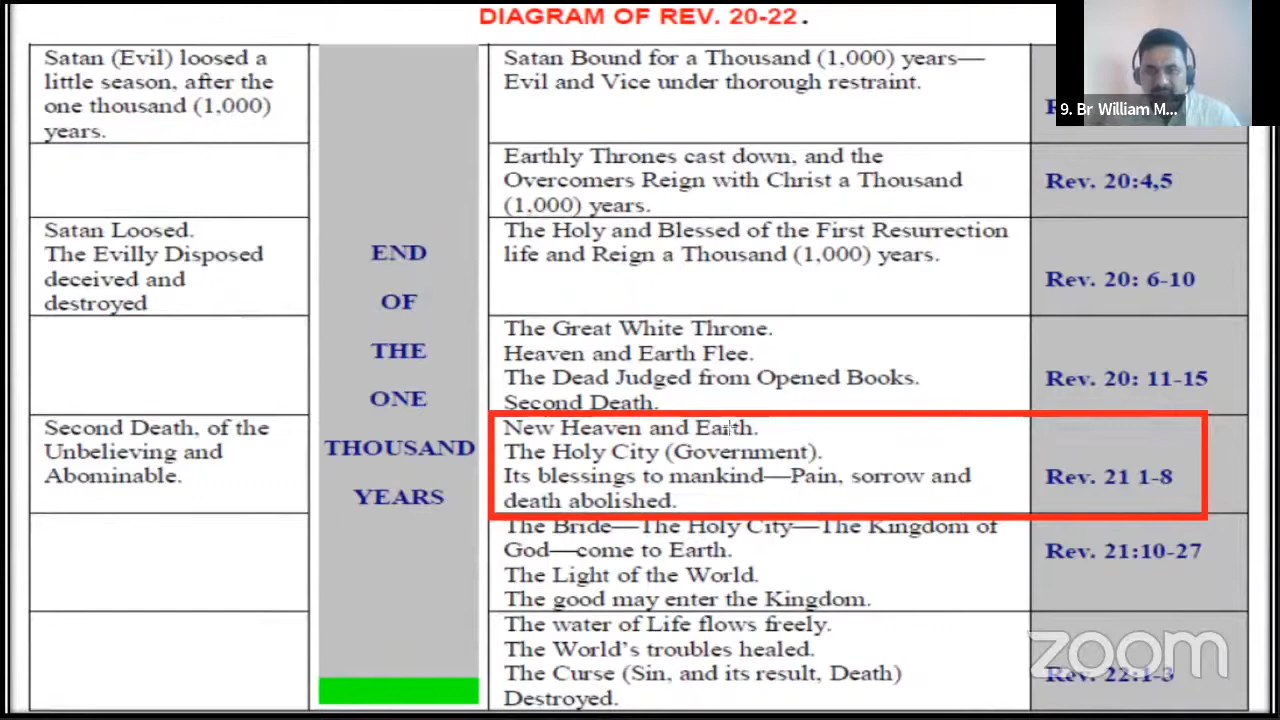 DIAGRAM OF REV. 20-22.
9. Br William M...
Satan (Evil) loosed a
little season, after the
one thousand (1,000)
years.
Satan Bound for a Thousand (1,000) years—
Evil and Vice under thorough restraint.
Earthly Thrones cast down, and the
Overcomers Reign with Christ a Thousand
(1,000) years.
Rev. 20:4,5
Satan Loosed.
The Evilly Disposed
deceived and
destroyed
The Holy and Blessed of the First Resurrection
life and Reign a Thousand (1,000) years.
Rev. 20: 6-10
END
OF
THE
ONE
THOUSAND
YEARS
The Great White Throne.
Heaven and Earth Flee.
The Dead Judged from Opened Books.
Second Death.
Rev. 20: 11-15
Second Death, of the
Unbelieving and
Abominable.
New Heaven and Earth.
The Holy City (Government).
Its blessings to mankind—Pain, sorrow and
death abolished.
Rev. 21 1-8
The Bride—The Holy City—The Kingdom of
God—come to Earth.
The Light of the World.
The good may enter the Kingdom.
Rev. 21:10-27
The water of Life flows freely.
The World's troubles healed.
The Curse (Sin, and its result, Death)
Destroyed.
Rev. 22:1-3
zoom